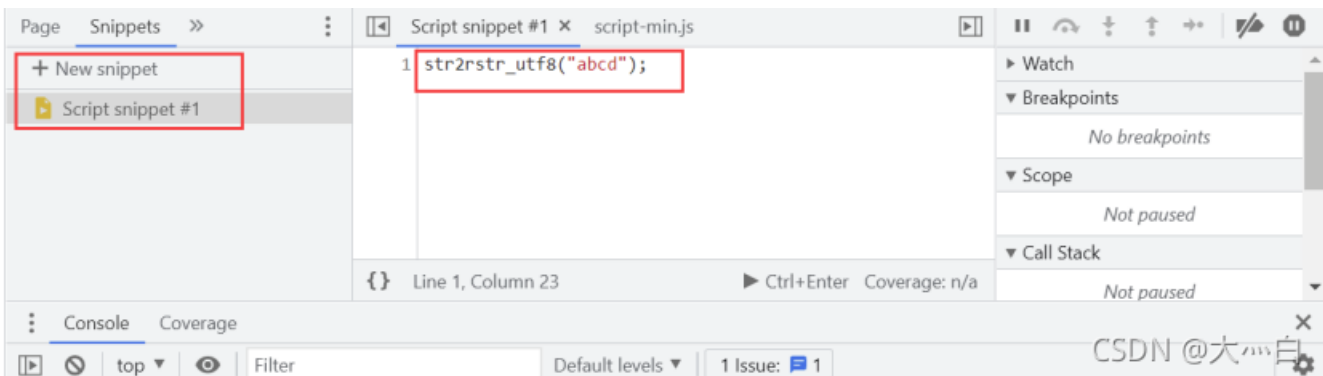 Page Snippets »
Script snippet #1 × script-min.js
+ New snippet
Script snippet #1
1 str2rstr_utf8("abcd");
▶ Watch
▼ Breakpoints
No breakpoints
▼ Scope
Not paused
▼ Call Stack
Not paused
{} Line 1, Column 23 ▶ Ctrl+Enter Coverage: n/a
Console Coverage ×
top ▼ Filter Default levels ▼ 1 Issue: 1
CSDN @大灬白